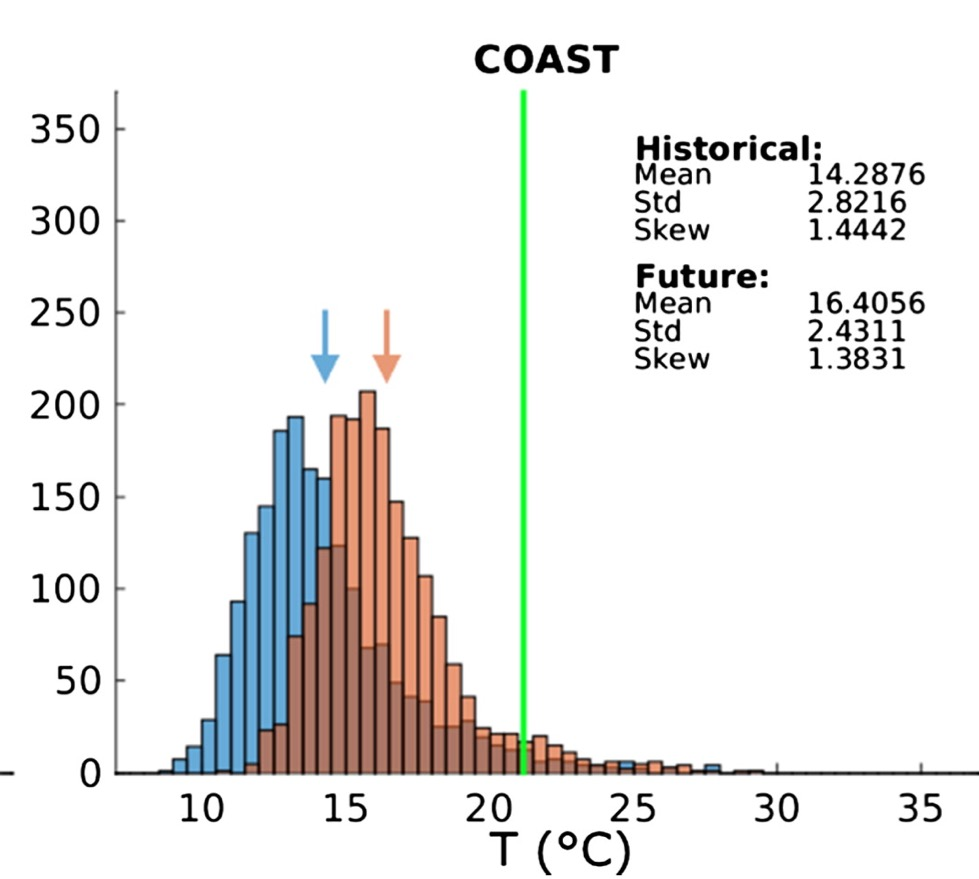 COAST
350
300
250
200
150
100
50
0
Historical:
Mean 14.2876
Std 2.8216
Skew 1.4442
Future:
Mean 16.4056
Std 2.4311
Skew 1.3831
10 15 20 25 30 35
T (°C)